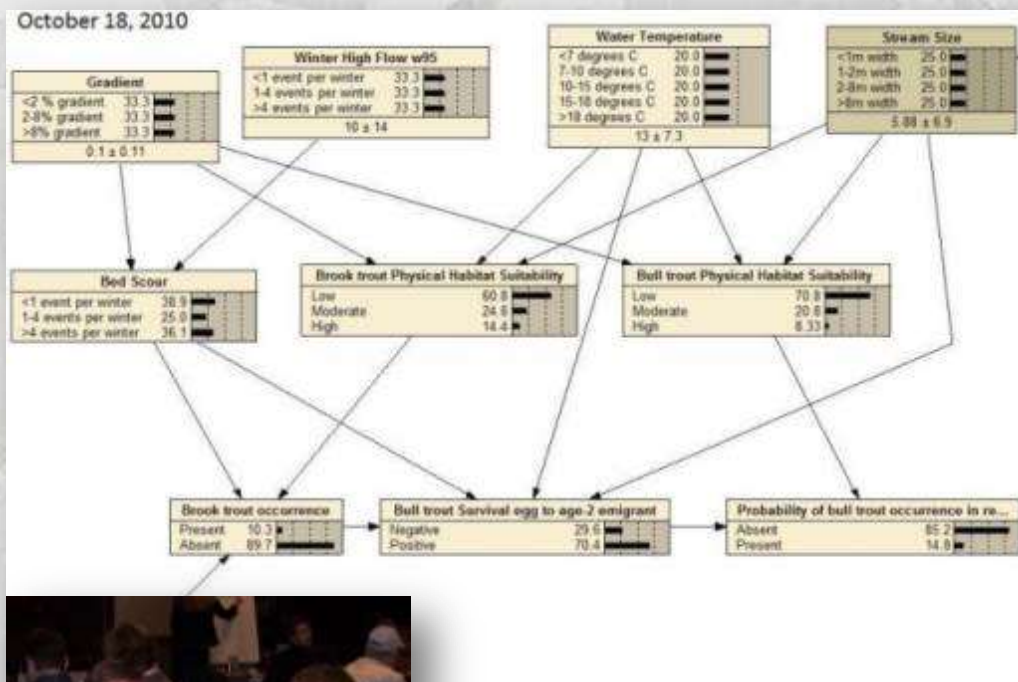 October 18, 2010
Gradient
<2 % gradient 33.3
2-8% gradient 33.3
>8% gradient 33.3
0.1 ± 0.11
Winter High Flow w95
<1 event per winter 33.3
1-4 events per winter 33.3
>4 events per winter 33.3
10 ± 14
Water Temperature
<7 degrees C 20.0
7-10 degrees C 20.0
10-15 degrees C 20.0
15-18 degrees C 20.0
>18 degrees C 20.0
13 ± 7.3
Stream Size
<1m width 25.0
1-2m width 25.0
2-8m width 25.0
>8m width 25.0
5.88 ± 6.9
Bed Scour
<1 event per winter 38.9
1-4 events per winter 25.0
>4 events per winter 36.1
Brook trout Physical Habitat Suitability
Low 60.8
Moderate 24.8
High 14.4
Bull trout Physical Habitat Suitability
Low 70.8
Moderate 20.8
High 8.33
Brook trout occurrence
Present 10.3
Absent 89.7
Bull trout Survival egg to age-2 emigrant
Negative 29.6
Positive 70.4
Probability of bull trout occurrence in re...
Absent 85.2
Present 14.8